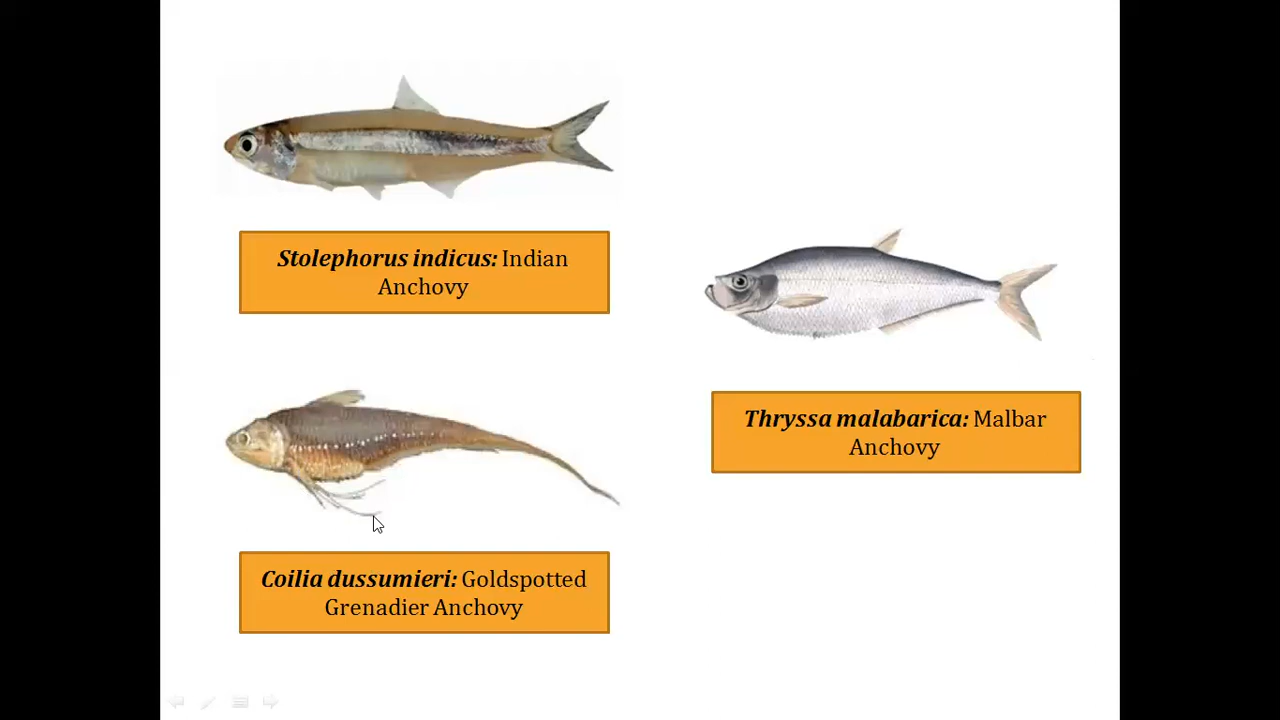 Stolephorus indicus: Indian
Anchovy
Thryssa malabarica: Malbar
Anchovy
Coilia dussumieri: Goldspotted
Grenadier Anchovy